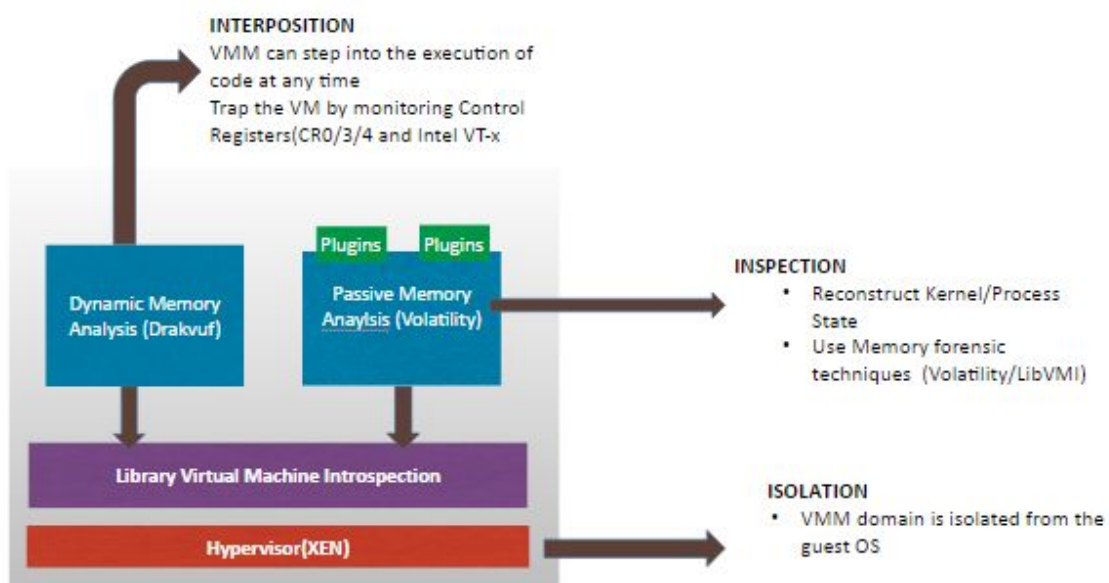 INTERPOSITION
VMM can step into the execution of
code at any time
Trap the VM by monitoring Control
Registers(CR0/3/4 and Intel VT-x
Plugins
Plugins
Dynamic Memory
Analysis (Drakvuf)
Passive Memory
Anaylsis (Volatility)
INSPECTION
• Reconstruct Kernel/Process
State
• Use Memory forensic
techniques (Volatility/LibVMI)
Library Virtual Machine Introspection
Hypervisor(XEN)
ISOLATION
• VMM domain is isolated from the
guest OS